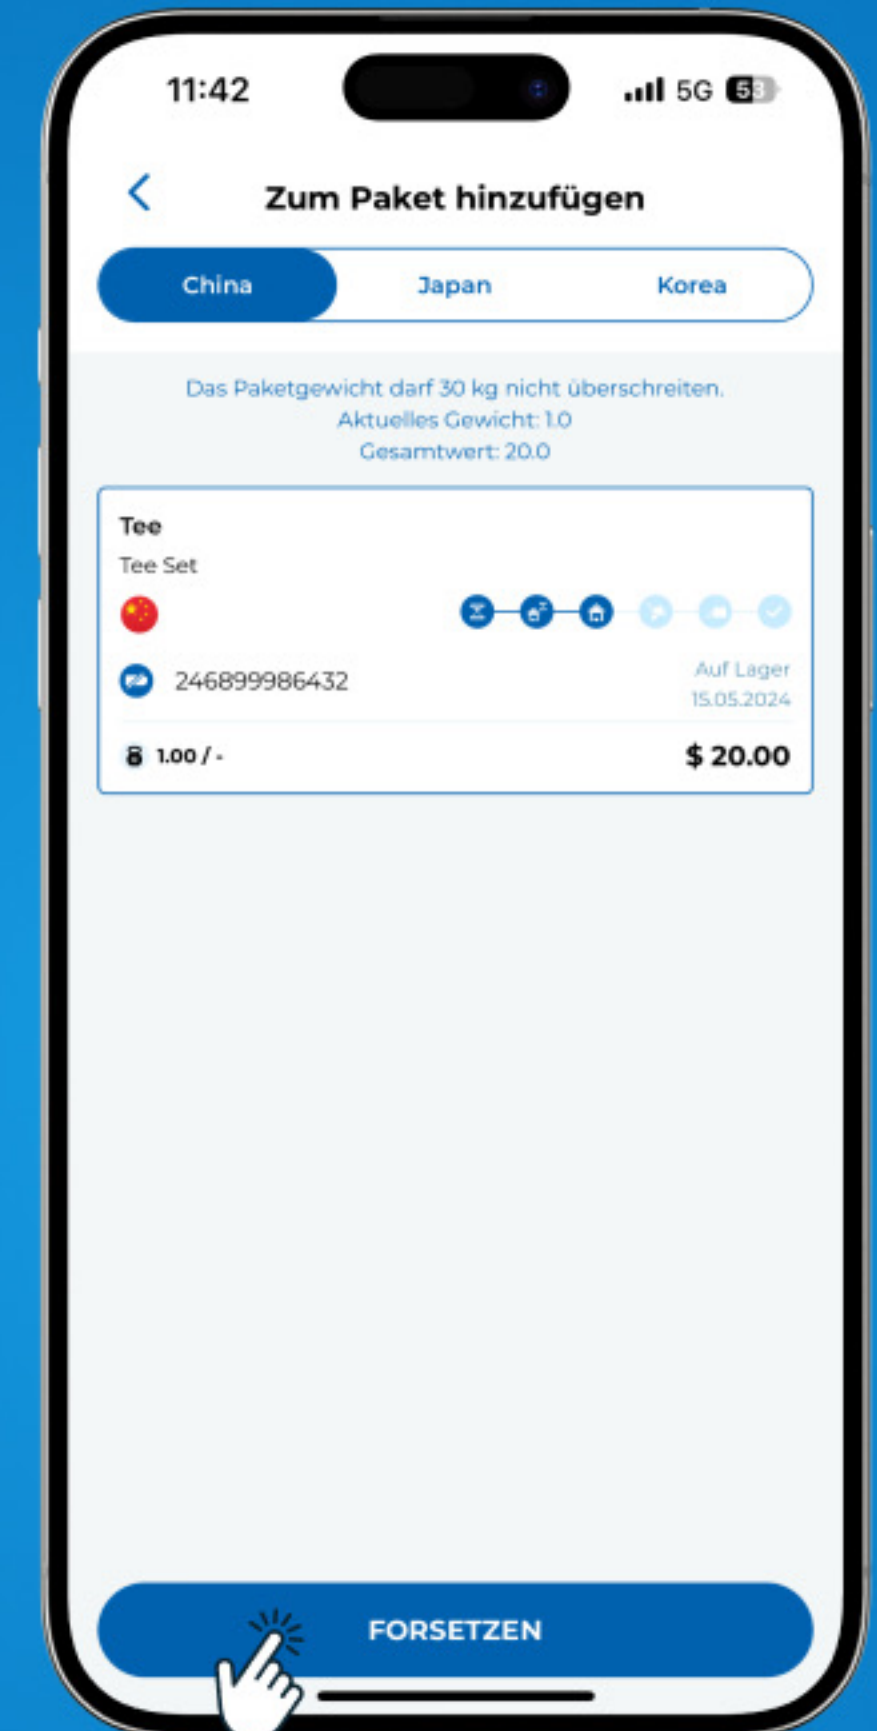 11:42
5G 53
Zum Paket hinzufügen
China Japan Korea
Das Paketgewicht darf 30 kg nicht überschreiten.
Aktuelles Gewicht: 1.0
Gesamtwert: 20.0
Tee
Tee Set
246899986432
Auf Lager
15.05.2024
1.00 / -
$ 20.00
FORSETZEN